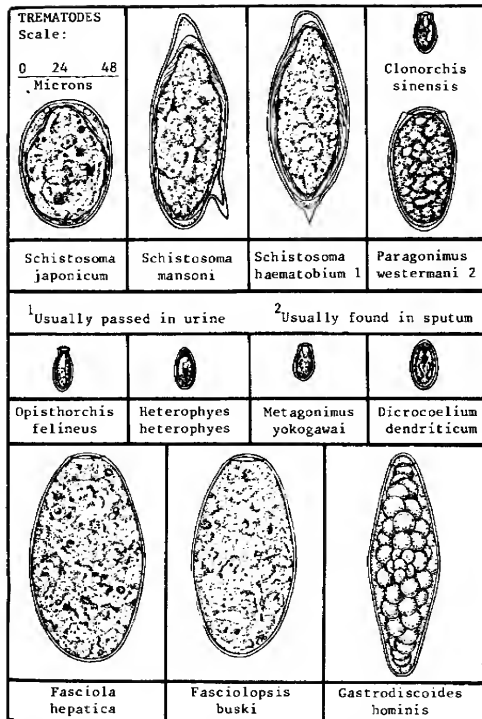 TREMATODES
Scale:
0 24 48
Microns
Clonorchis
sinensis
Schistosoma
japonicum
Schistosoma
mansoni
Schistosoma
haematobium 1
Paragonimus
westermani 2
1Usually passed in urine 2Usually found in sputum
Opisthorchis
felineus
Heterophyes
heterophyes
Metagonimus
yokogawai
Dicrocoelium
dendriticum
Fasciola
hepatica
Fasciolopsis
buski
Gastrodiscoides
hominis